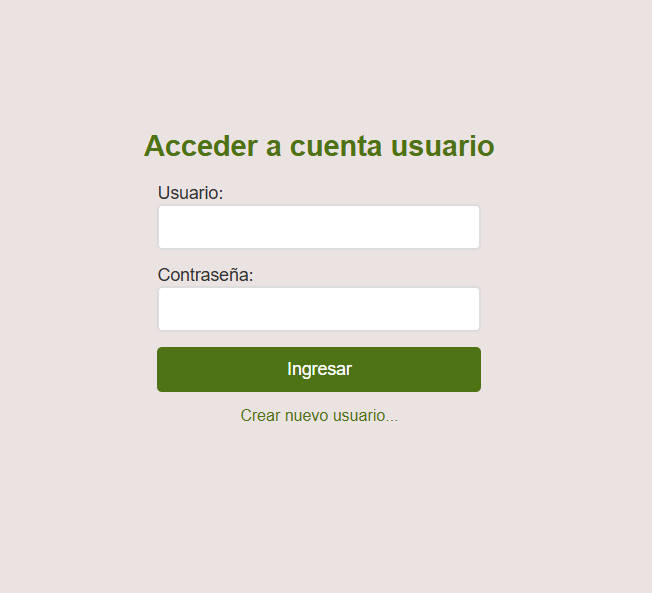 Acceder a cuenta usuario
Usuario:
Contraseña:
Ingresar
Crear nuevo usuario...